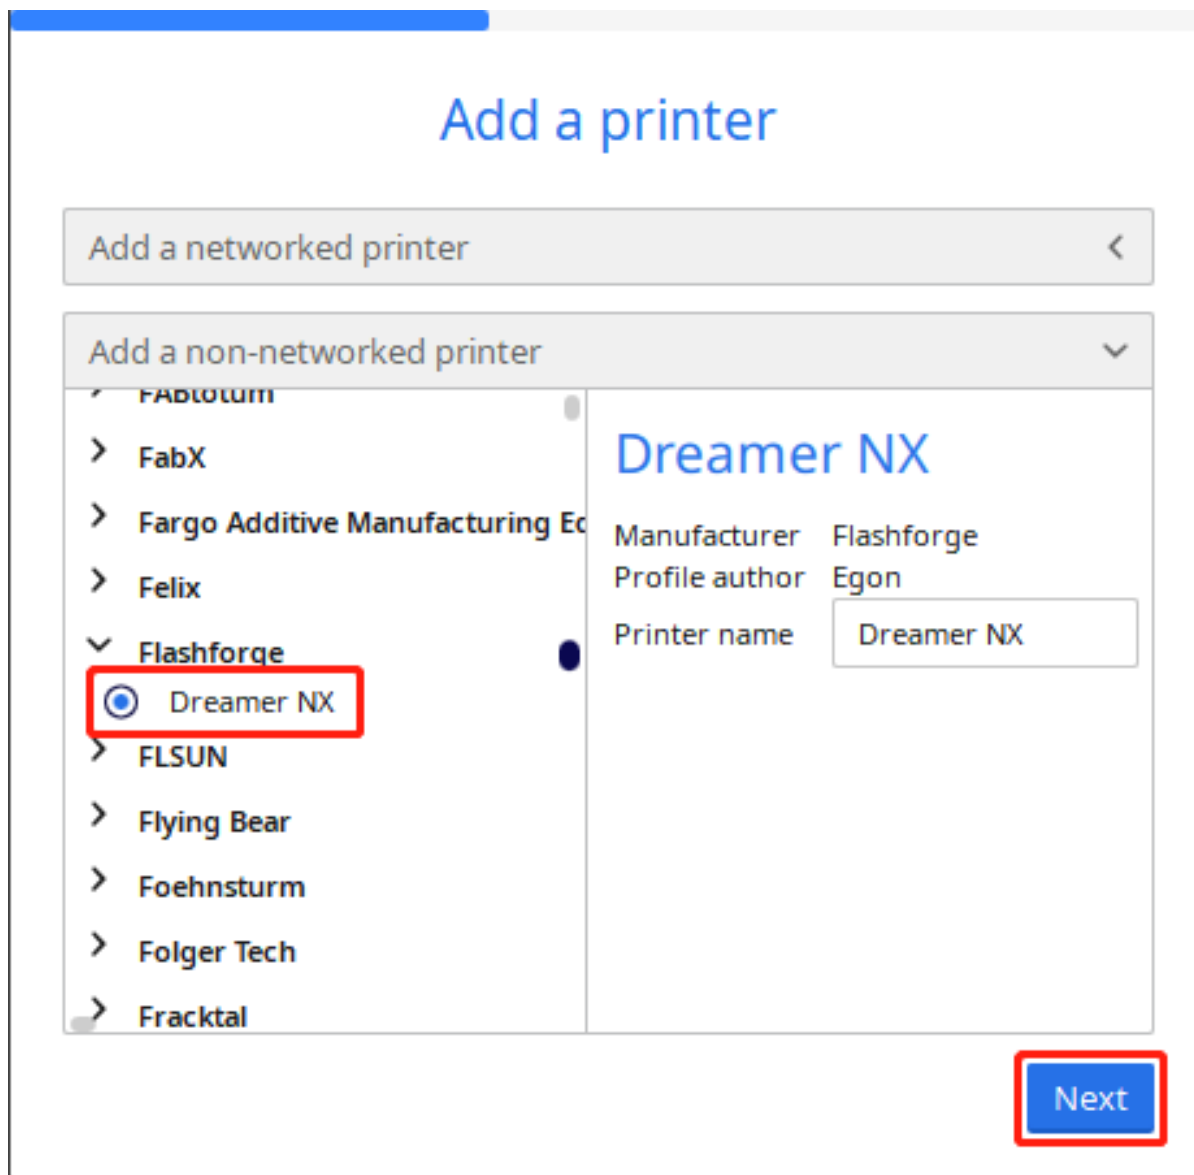 Add a printer
Add a networked printer
Add a non-networked printer
FABtotum
FabX
Fargo Additive Manufacturing
Felix
Flashforge
Dreamer NX
FLSUN
Flying Bear
Foehnsturm
Folger Tech
Fracktal
Dreamer NX
Manufacturer Flashforge
Profile author Egon
Printer name Dreamer NX
Next